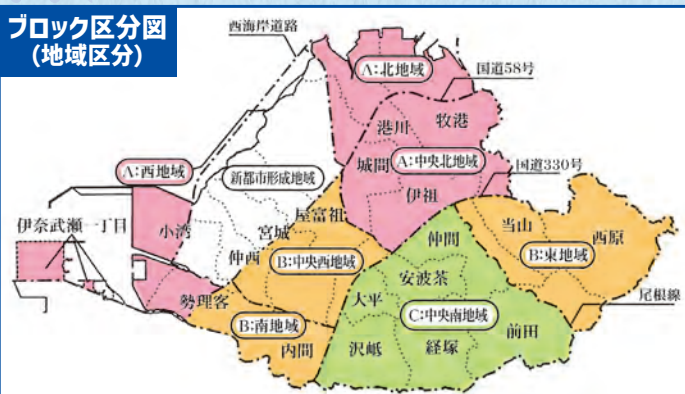 ブロック区分図
(地域区分)
西海岸道路
A:北地域
国道58号
港川
牧港
A:西地域
新都市形成地域
城間
A:中央北地域
国道330号
伊祖
伊奈武瀬一丁目
小湾
屋富祖
宮城
仲西
B:中央西地域
仲間
当山
西原
B:東地域
安波茶
大平
勢理客
C:中央南地域
尾根線
B:南地域
内間
沢岻
経塚
前田